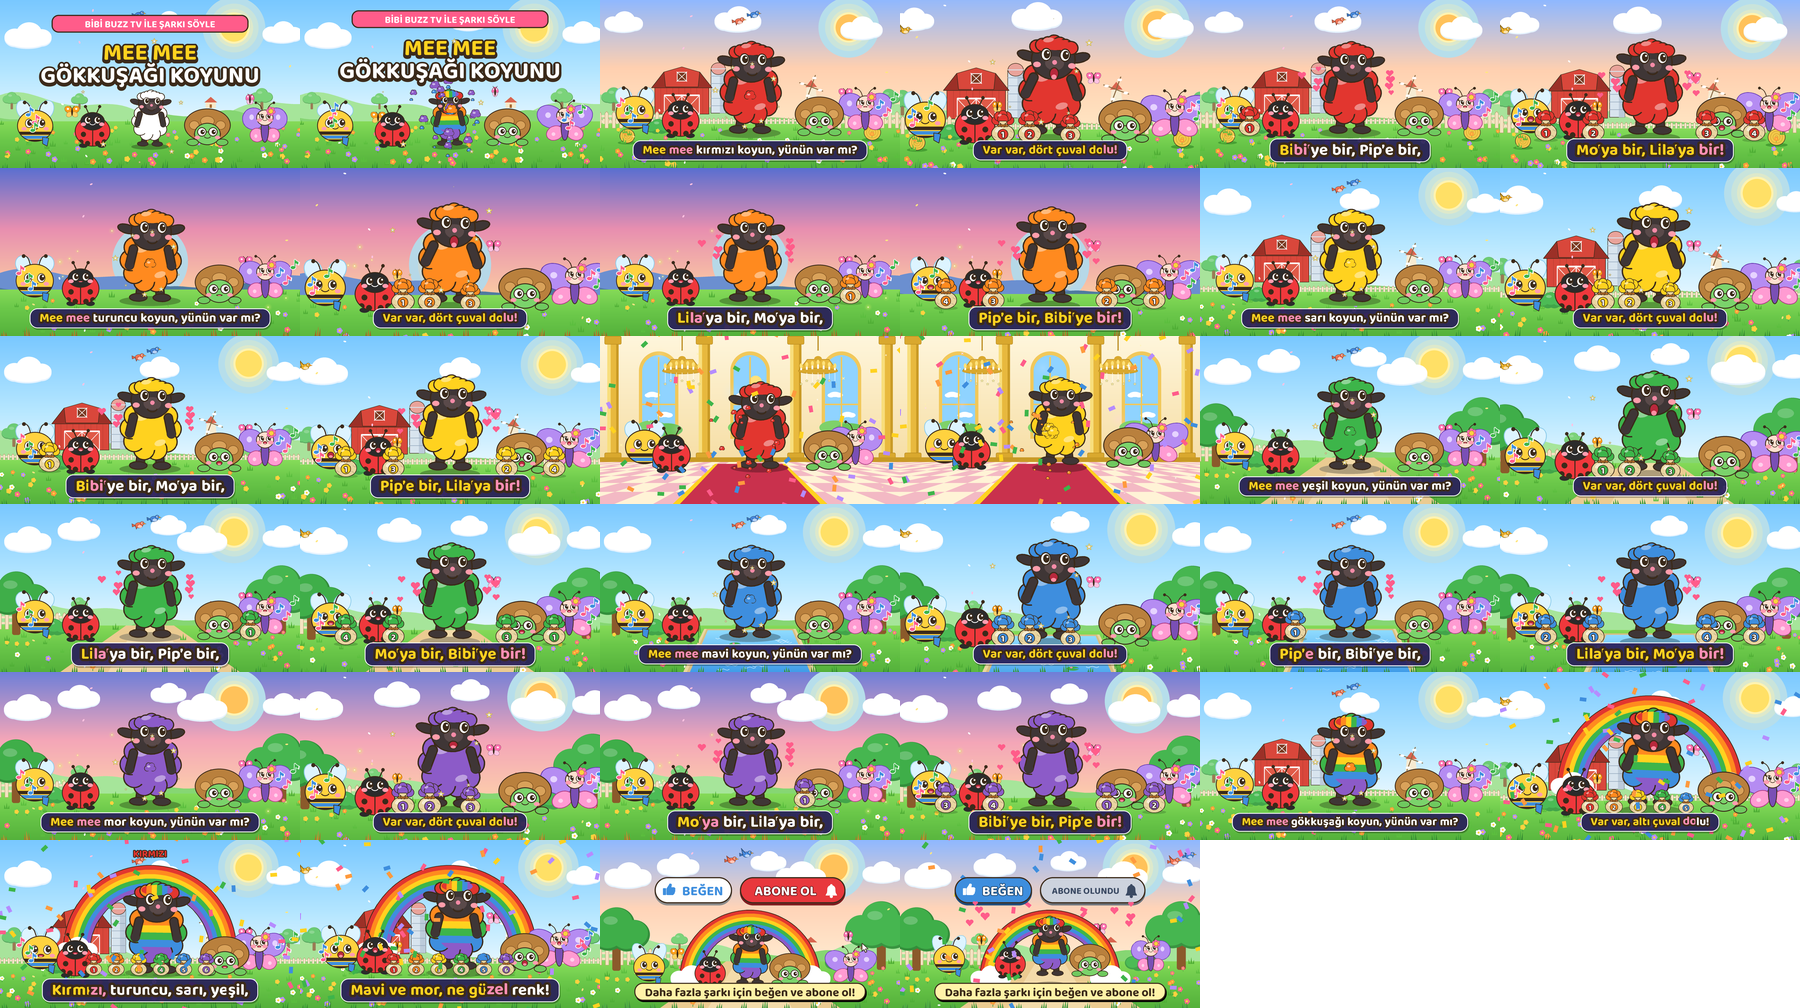 BİBİ BUZZ TV İLE ŞARKI SÖYLE
MEE MEE
GÖKKUŞAĞI KOYUNU
BİBİ BUZZ TV İLE ŞARKI SÖYLE
MEE MEE
GÖKKUŞAĞI KOYUNU
Mee mee kırmızı koyun, yünün var mı?
Var var, dört çuval dolu!
Bibi'ye bir, Pip'e bir,
Mo'ya bir, Lila'ya bir!
Mee mee turuncu koyun, yünün var mı?
Var var, dört çuval dolu!
Lila'ya bir, Mo'ya bir,
Pip'e bir, Bibi'ye bir!
Mee mee sarı koyun, yünün var mı?
Var var, dört çuval dolu!
Bibi'ye bir, Mo'ya bir,
Pip'e bir, Lila'ya bir!
Mee mee yeşil koyun, yünün var mı?
Var var, dört çuval dolu!
Lila'ya bir, Pip'e bir,
Mo'ya bir, Bibi'ye bir!
Mee mee mavi koyun, yünün var mı?
Var var, dört çuval dolu!
Pip'e bir, Bibi'ye bir,
Lila'ya bir, Mo'ya bir!
Mee mee mor koyun, yünün var mı?
Var var, dört çuval dolu!
Mo'ya bir, Lila'ya bir,
Bibi'ye bir, Pip'e bir!
Mee mee gökkuşağı koyun, yünün var mı?
Var var, altı çuval dolu!
KIRMIZI
Kırmızı, turuncu, sarı, yeşil,
Mavi ve mor, ne güzel renk!
BEĞEN
ABONE OL
Daha fazla şarkı için beğen ve abone ol!
BEĞEN
ABONE OLUNDU
Daha fazla şarkı için beğen ve abone ol!